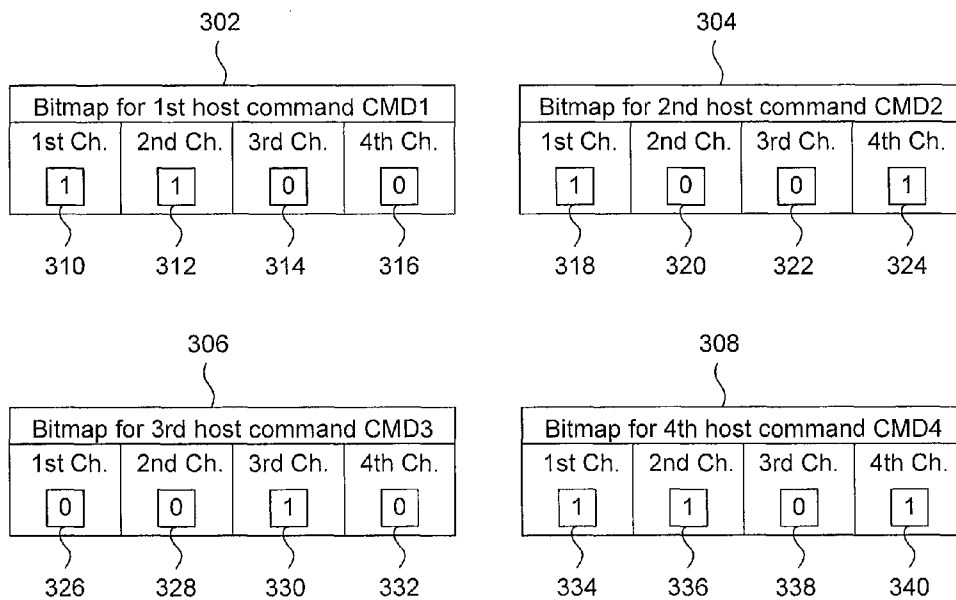 302
Bitmap for 1st host command CMD1
1st Ch. 2nd Ch. 3rd Ch. 4th Ch.
1 1 0 0
310 312 314 316
304
Bitmap for 2nd host command CMD2
1st Ch. 2nd Ch. 3rd Ch. 4th Ch.
1 0 0 1
318 320 322 324
306
Bitmap for 3rd host command CMD3
1st Ch. 2nd Ch. 3rd Ch. 4th Ch.
0 0 1 0
326 328 330 332
308
Bitmap for 4th host command CMD4
1st Ch. 2nd Ch. 3rd Ch. 4th Ch.
1 1 0 1
334 336 338 340